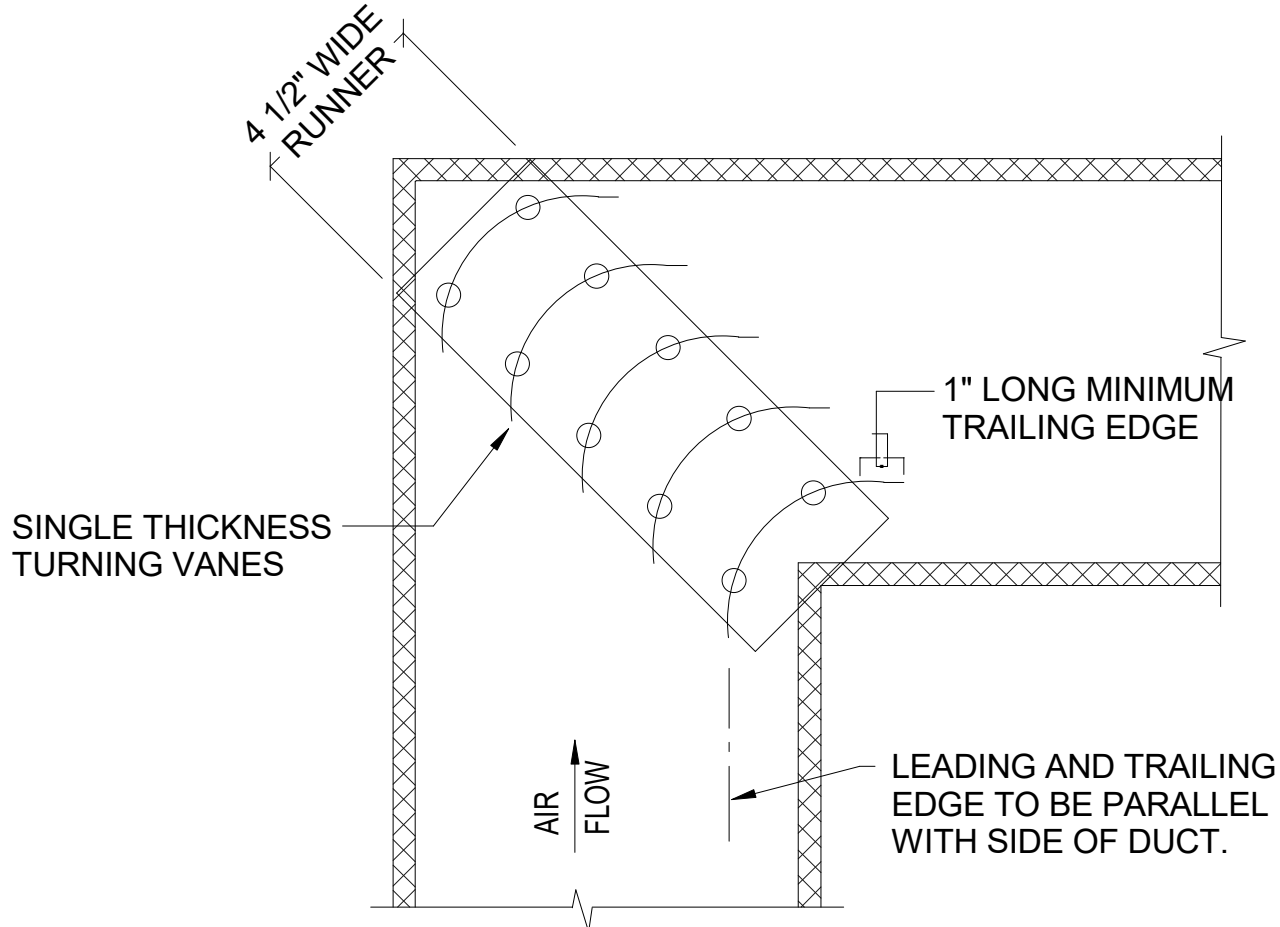 4 1/2" WIDE
RUNNER
1" LONG MINIMUM
TRAILING EDGE
SINGLE THICKNESS
TURNING VANES
AIR
FLOW
LEADING AND TRAILING
EDGE TO BE PARALLEL
WITH SIDE OF DUCT.